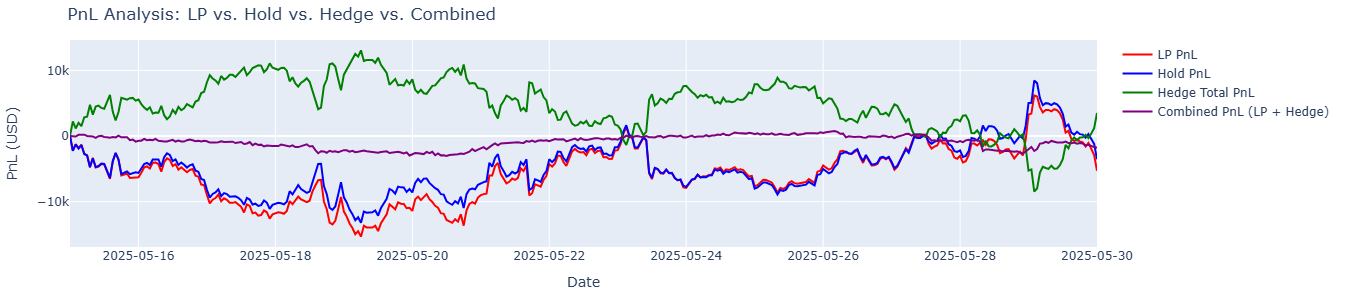 PnL Analysis: LP vs. Hold vs. Hedge vs. Combined
PnL (USD)
10k
0
−10k
2025-05-16
2025-05-18
2025-05-20
2025-05-22
2025-05-24
2025-05-26
2025-05-28
2025-05-30
Date
LP PnL
Hold PnL
Hedge Total PnL
Combined PnL (LP + Hedge)